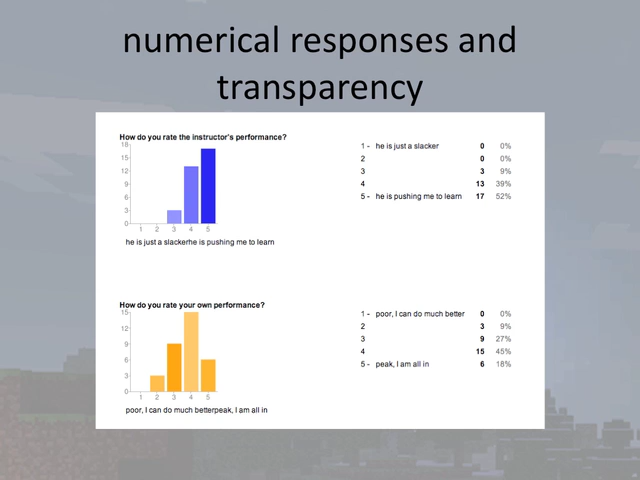 numerical responses and
transparency
How do you rate the instructor's performance?
18
15
12
9
6
3
0
1 2 3 4 5
he is just a slackerhe is pushing me to learn
1 - he is just a slacker 0 0%
2 0 0%
3 3 9%
4 13 39%
5 - he is pushing me to learn 17 52%
How do you rate your own performance?
15
12
9
6
3
0
1 2 3 4 5
poor, I can do much betterpeak, I am all in
1 - poor, I can do much better 0 0%
2 3 9%
3 9 27%
4 15 45%
5 - peak, I am all in 6 18%